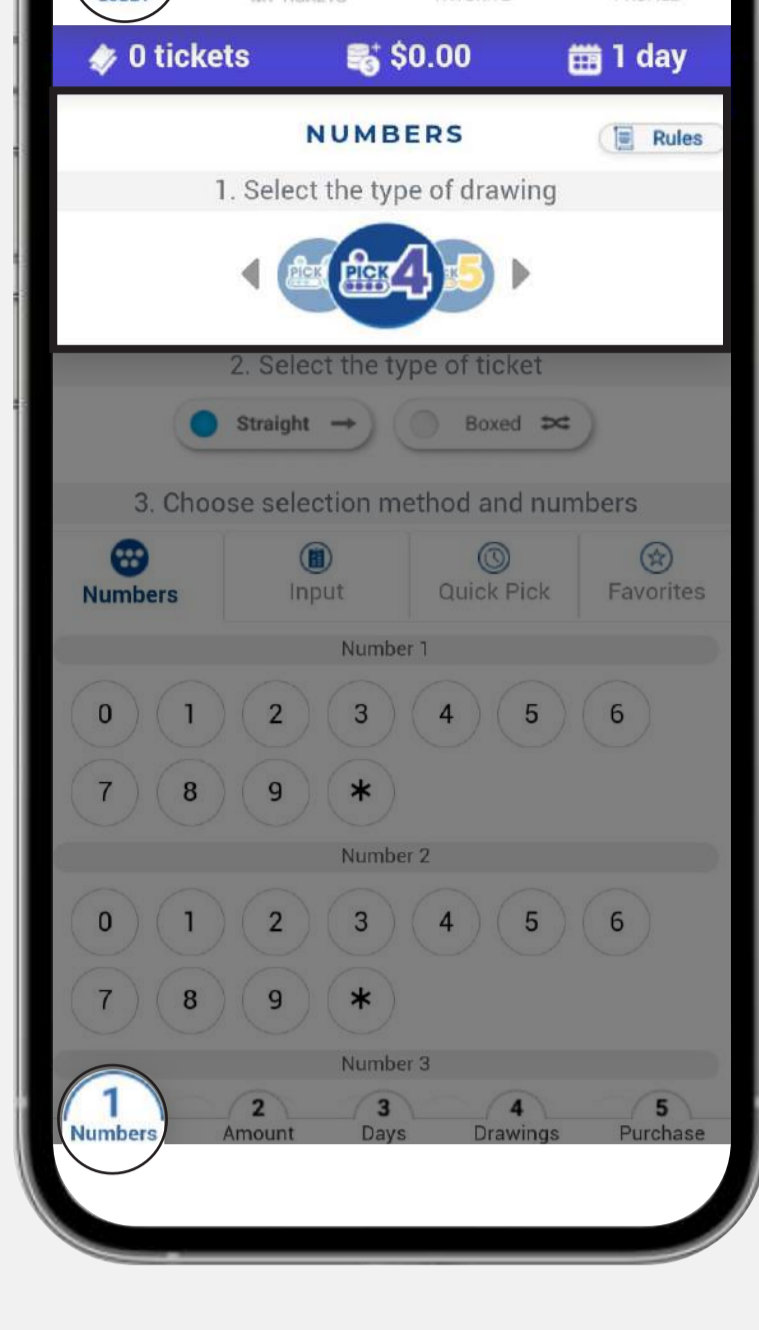 0 tickets $0.00 1 day
NUMBERS
Rules
1. Select the type of drawing
PICK PICK 4 K 5
2. Select the type of ticket
Straight Boxed
3. Choose selection method and numbers
Numbers Input Quick Pick Favorites
Number 1
0 1 2 3 4 5 6
7 8 9 *
Number 2
0 1 2 3 4 5 6
7 8 9 *
Number 3
1 2 3 4 5
Numbers Amount Days Drawings Purchase